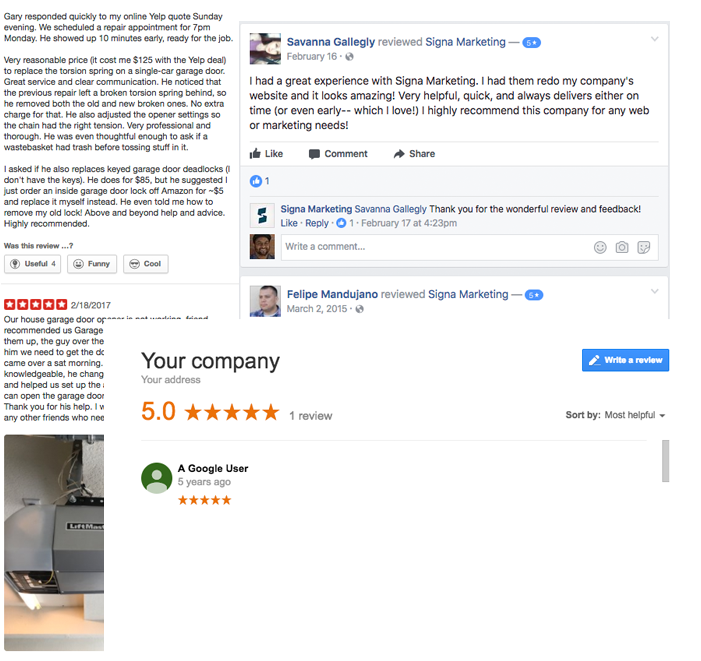 Gary responded quickly to my online Yelp quote Sunday
evening. We scheduled a repair appointment for 7pm
Monday. He showed up 10 minutes early, ready for the job.
Very reasonable price (it cost me $125 with the Yelp deal)
to replace the torsion spring on a single-car garage door.
Great service and clear communication. He noticed that
the previous repair left a broken torsion spring behind, so
he removed both the old and new broken ones. No extra
charge for that. He also adjusted the opener settings so
the chain had the right tension. Very professional and
thorough. He was even thoughtful enough to ask if a
wastebasket had trash before tossing stuff in it.
I asked if he also replaces keyed garage door deadlocks (I
don't have the keys). He does for $85, but he suggested I
just order an inside garage door lock off Amazon for ~$5
and replace it myself instead. He even told me how to
remove my old lock! Above and beyond help and advice.
Highly recommended.
Was this review ...?
Useful 4 Funny Cool
2/18/2017
Our house garage door opener is not working, friend
recommended us Garage
them up, the guy over the
him we need to get the do
came over a sat morning.
knowledgeable, he chang
and helped us set up the
can open the garage door
Thank you for his help. I w
any other friends who nee
LiftMast
Savanna Gallegly reviewed Signa Marketing — 5★
February 16 ·
I had a great experience with Signa Marketing. I had them redo my company's
website and it looks amazing! Very helpful, quick, and always delivers either on
time (or even early-- which I love!) I highly recommend this company for any web
or marketing needs!
Like Comment Share
1
Signa Marketing Savanna Gallegly Thank you for the wonderful review and feedback!
Like · Reply · 1 · February 17 at 4:23pm
Write a comment...
Felipe Mandujano reviewed Signa Marketing — 5★
March 2, 2015 ·
Your company
Write a review
Your address
5.0 ★★★★★ 1 review
Sort by: Most helpful
A Google User
5 years ago
★★★★★